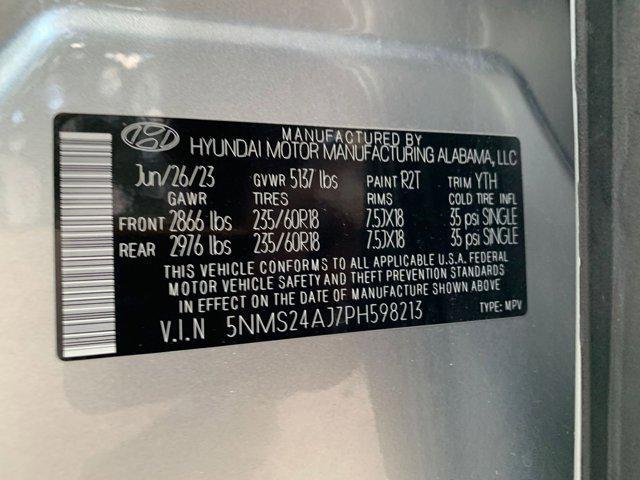 MANUFACTURED BY
HYUNDAI MOTOR MANUFACTURING ALABAMA, LLC
Jun/26/23 GVWR 5137 lbs PAINT R2T TRIM YTH
GAWR TIRES RIMS COLD TIRE INFL
FRONT 2866 lbs 235/60R18 7.5JX18 35 psi SINGLE
REAR 2976 lbs 235/60R18 7.5JX18 35 psi SINGLE
THIS VEHICLE CONFORMS TO ALL APPLICABLE U.S.A. FEDERAL
MOTOR VEHICLE SAFETY AND THEFT PREVENTION STANDARDS
IN EFFECT ON THE DATE OF MANUFACTURE SHOWN ABOVE
V.I.N 5NMS24AJ7PH598213 TYPE: MPV